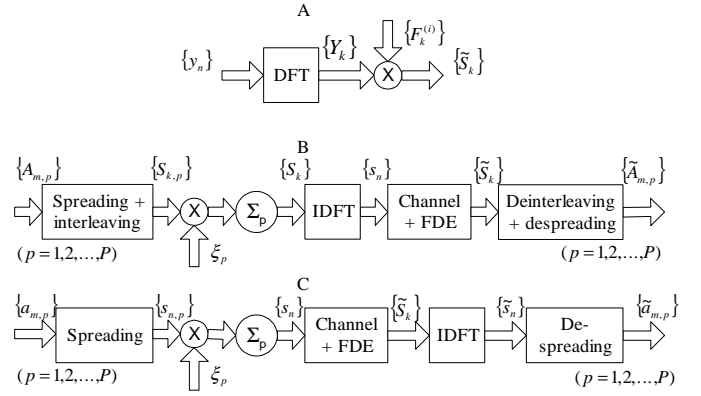 A
{y_n} DFT {Y_k} X {F_k^{(i)}} {S̃_k}
B
{A_{m,p}} {S_{k,p}} {S_k} {s_n} {S̃_k} {Ã_{m,p}}
Spreading + interleaving X Σ_p IDFT Channel + FDE Deinterleaving + despreading
(p = 1,2,...,P) ξ_p (p = 1,2,...,P)
C
{a_{m,p}} {s_{n,p}} {s_n} {S̃_k} {s̃_n} {ã_{m,p}}
Spreading X Σ_p Channel + FDE IDFT De-spreading
(p = 1,2,...,P) ξ_p (p = 1,2,...,P)